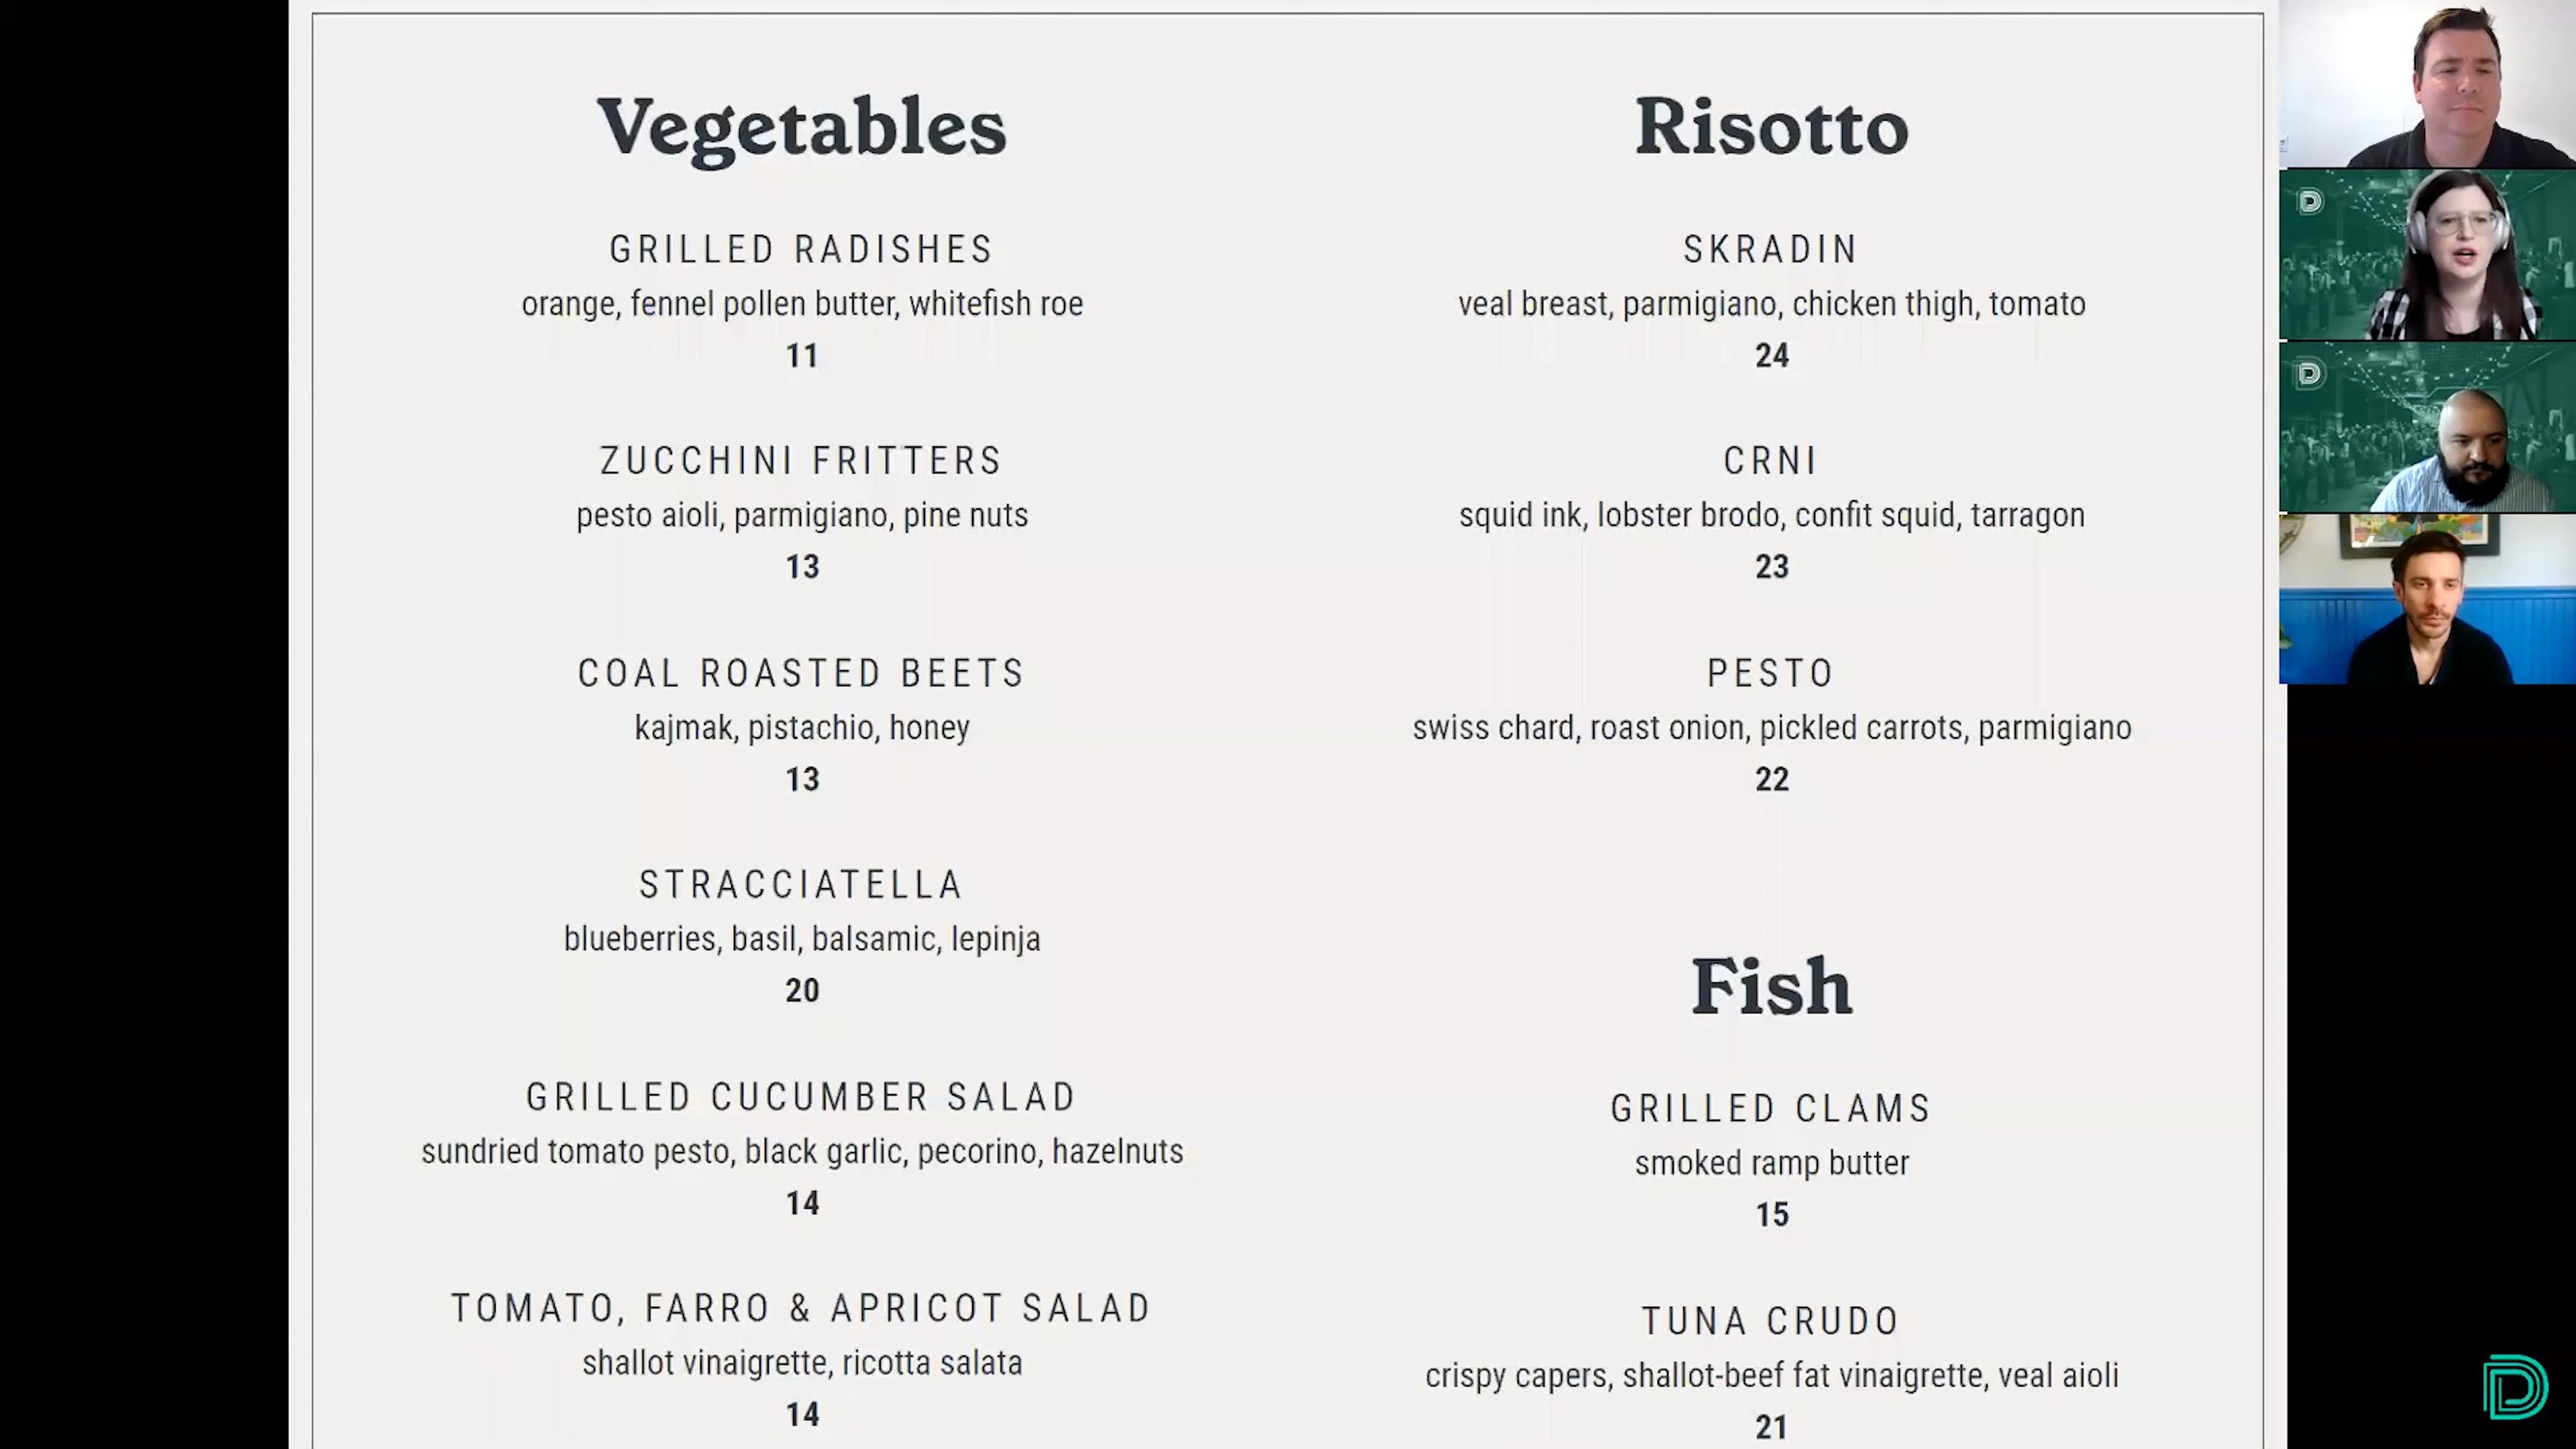 Vegetables
GRILLED RADISHES
orange, fennel pollen butter, whitefish roe
11
ZUCCHINI FRITTERS
pesto aioli, parmigiano, pine nuts
13
COAL ROASTED BEETS
kajmak, pistachio, honey
13
STRACCIATELLA
blueberries, basil, balsamic, lepinja
20
GRILLED CUCUMBER SALAD
sundried tomato pesto, black garlic, pecorino, hazelnuts
14
TOMATO, FARRO & APRICOT SALAD
shallot vinaigrette, ricotta salata
14
Risotto
SKRADIN
veal breast, parmigiano, chicken thigh, tomato
24
CRNI
squid ink, lobster brodo, confit squid, tarragon
23
PESTO
swiss chard, roast onion, pickled carrots, parmigiano
22
Fish
GRILLED CLAMS
smoked ramp butter
15
TUNA CRUDO
crispy capers, shallot-beef fat vinaigrette, veal aioli
21
D
D
D